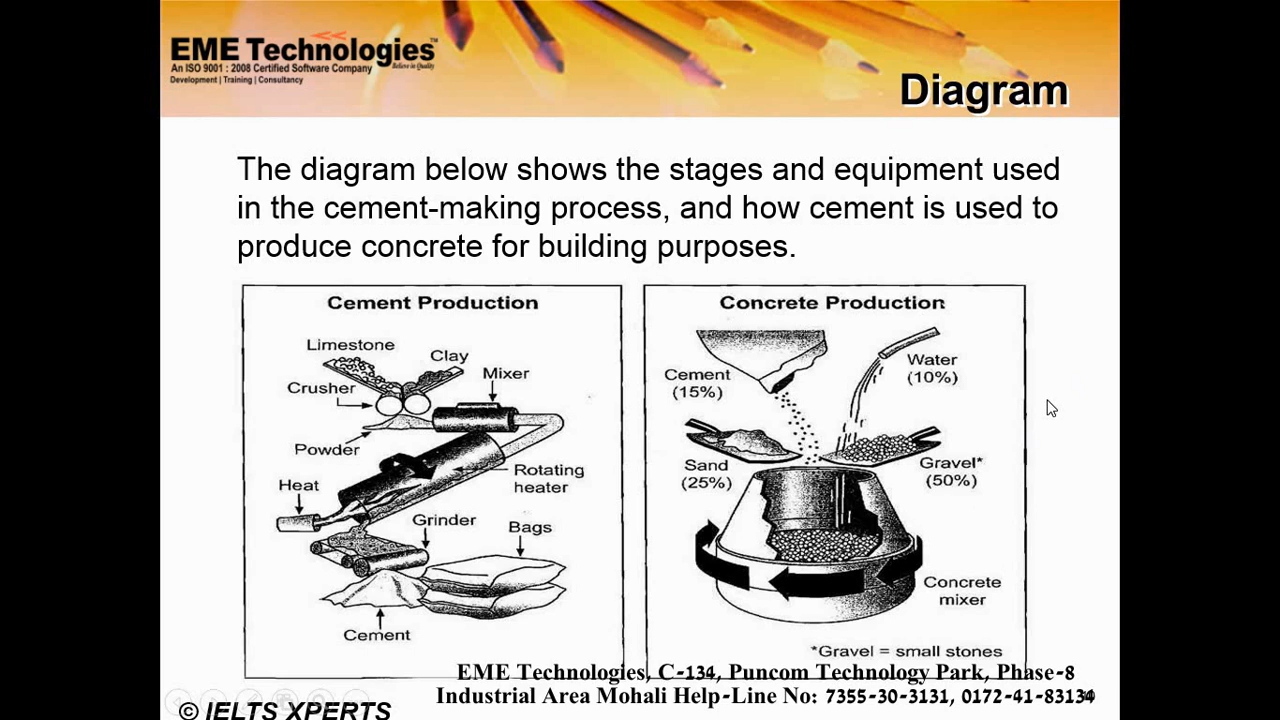 EME Technologies™
An ISO 9001 : 2008 Certified Software Company
Believe in Quality
Development | Training | Consultancy
Diagram
The diagram below shows the stages and equipment used
in the cement-making process, and how cement is used to
produce concrete for building purposes.
Cement Production
Limestone
Clay
Crusher
Mixer
Powder
Rotating
heater
Heat
Grinder
Bags
Cement
Concrete Production
Cement
(15%)
Water
(10%)
Sand
(25%)
Gravel*
(50%)
Concrete
mixer
*Gravel = small stones
EME Technologies, C-134, Puncom Technology Park, Phase-8
Industrial Area Mohali Help-Line No: 7355-30-3131, 0172-41-83134
© IELTS XPERTS